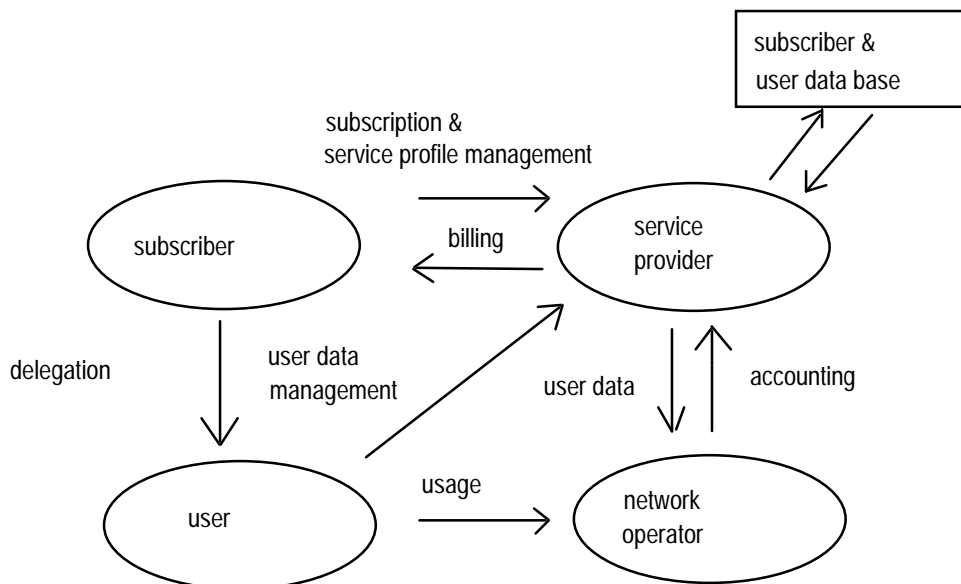 subscriber &
user data base
subscription &
service profile management
subscriber
billing
service
provider
delegation
user data
management
user data
accounting
user
usage
network
operator